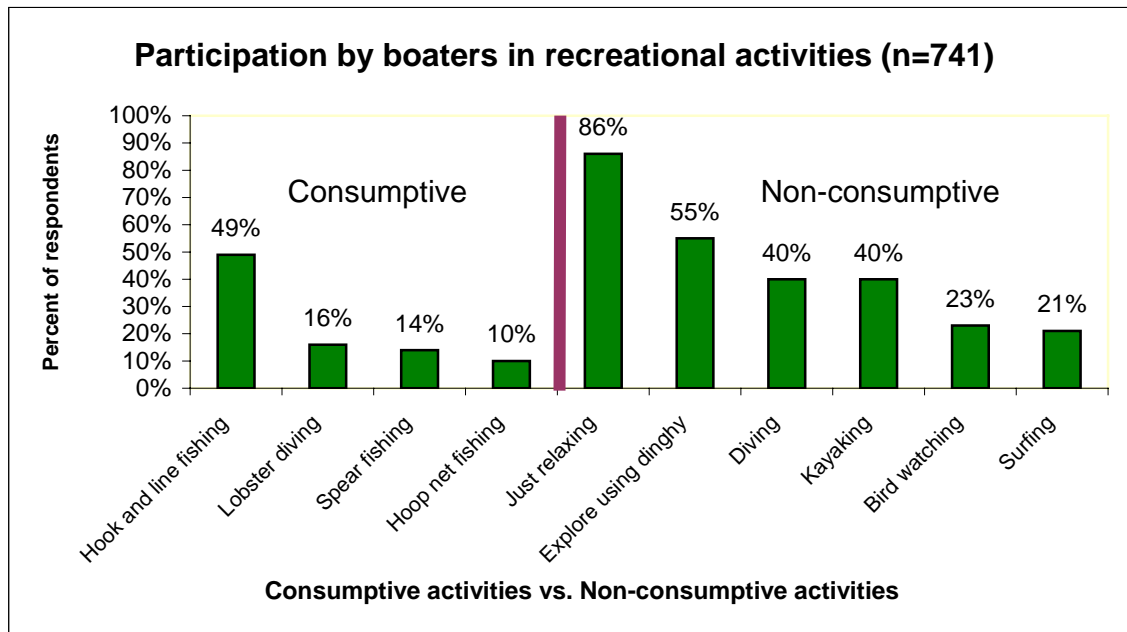 Participation by boaters in recreational activities (n=741)
Percent of respondents
100%
90%
80%
70%
60%
50%
40%
30%
20%
10%
0%
Consumptive
Non-consumptive
49%
16%
14%
10%
86%
55%
40%
40%
23%
21%
Hook and line fishing
Lobster diving
Spear fishing
Hoop net fishing
Just relaxing
Explore using dinghy
Diving
Kayaking
Bird watching
Surfing
Consumptive activities vs. Non-consumptive activities